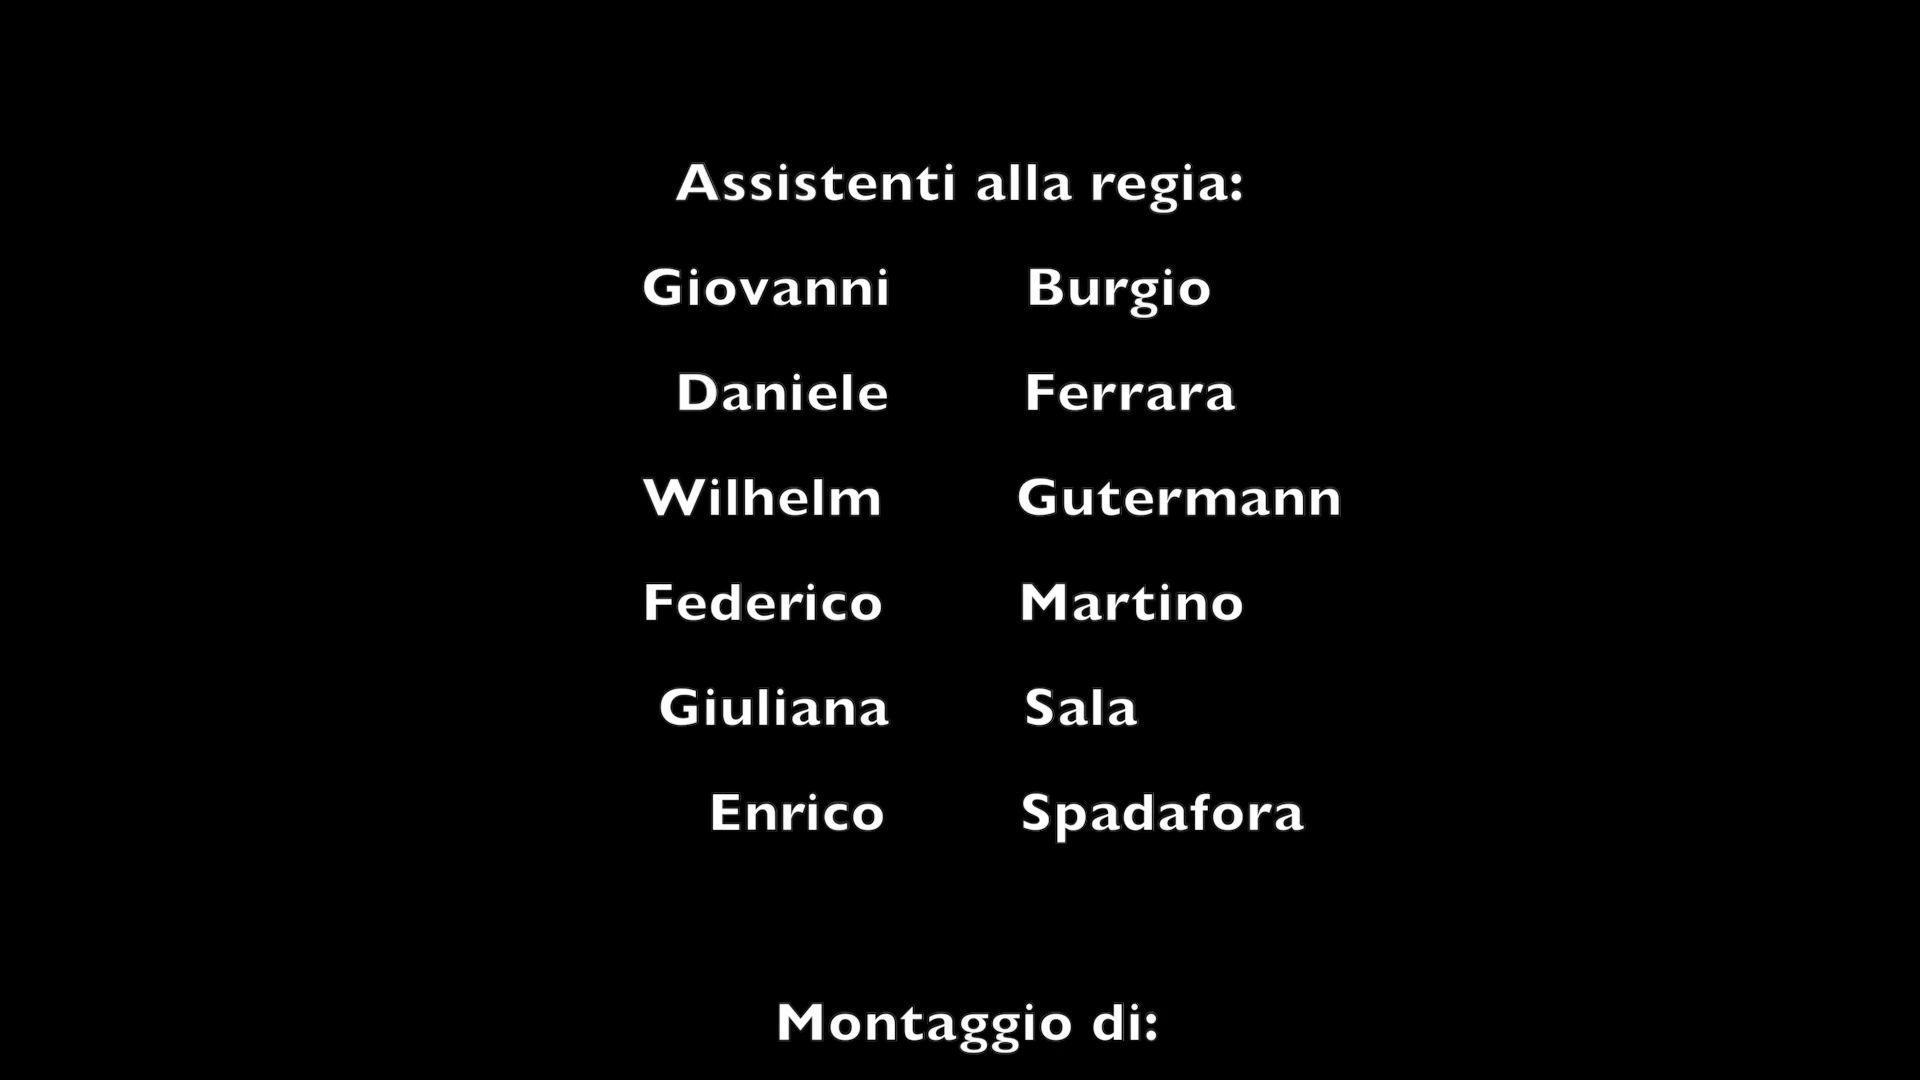 Assistenti alla regia:
Giovanni Burgio
Daniele Ferrara
Wilhelm Gutermann
Federico Martino
Giuliana Sala
Enrico Spadafora
Montaggio di: